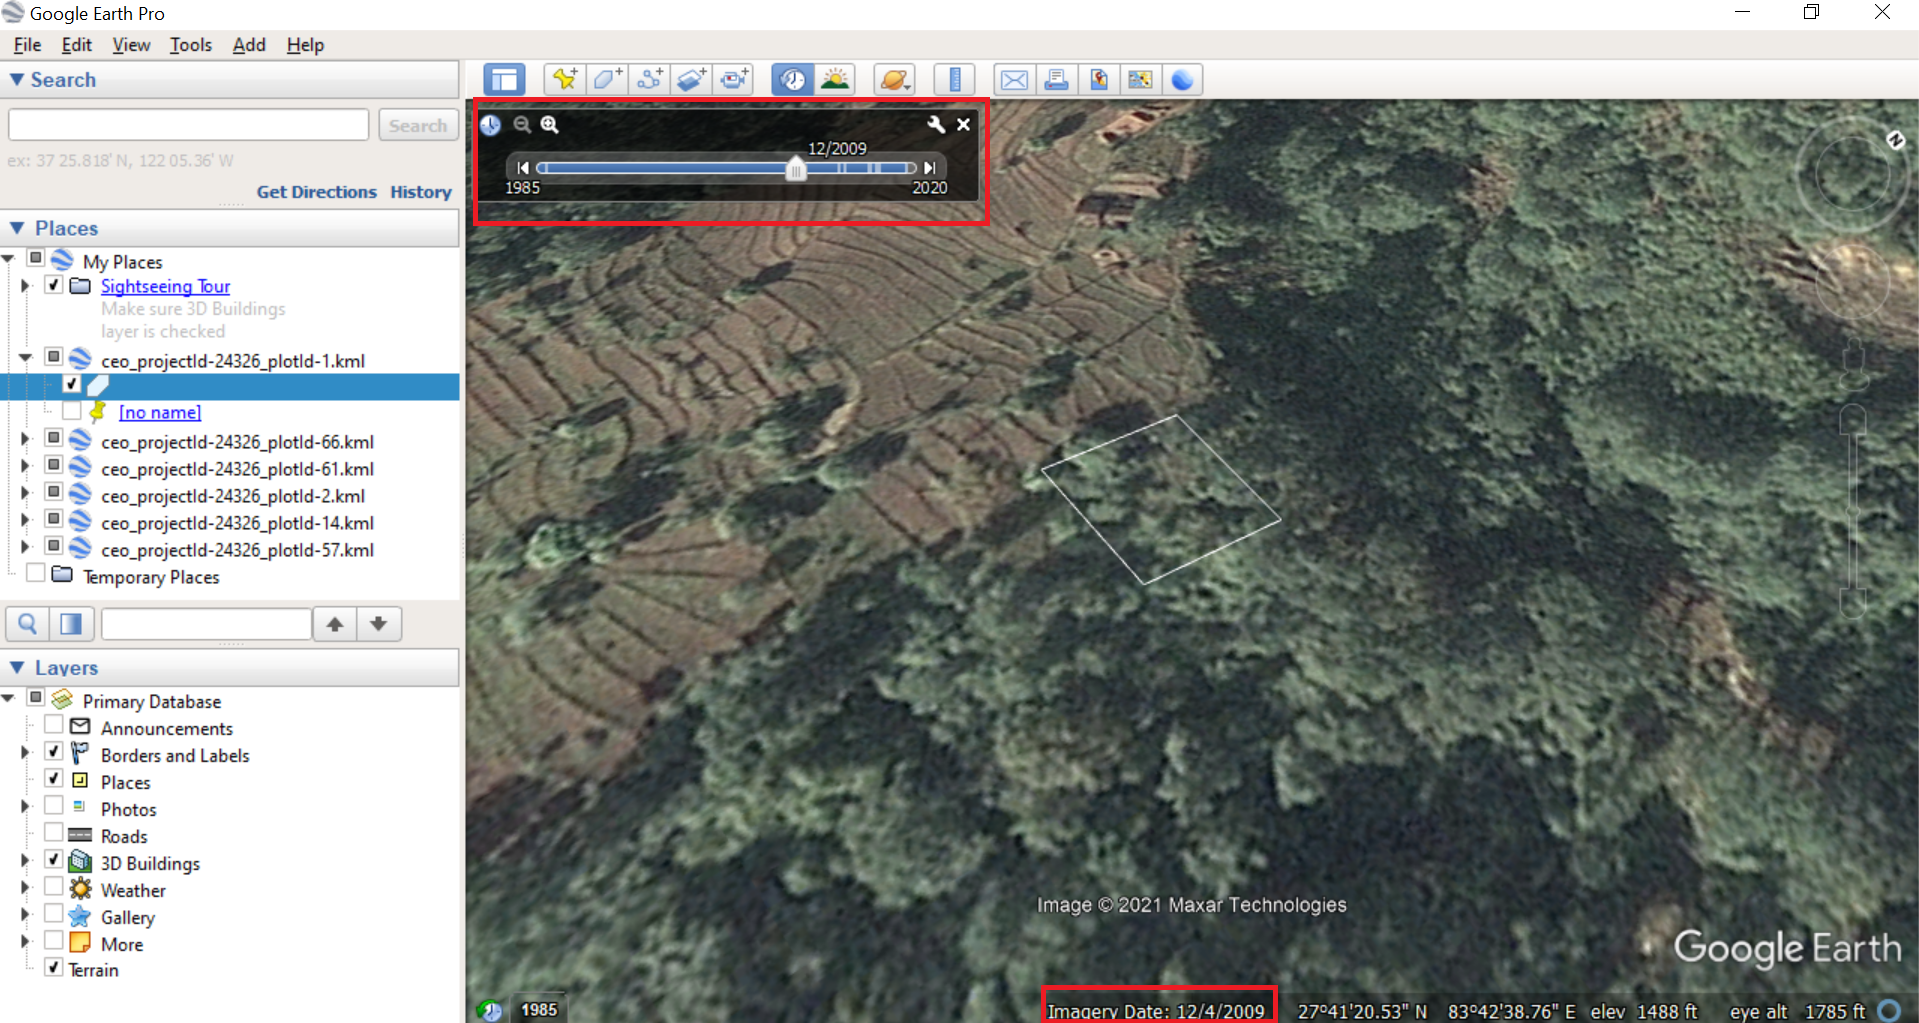 Google Earth Pro
File Edit View Tools Add Help
Search
Search
ex: 37 25.818' N, 122 05.36' W
Get Directions History
Places
My Places
Sightseeing Tour
Make sure 3D Buildings
layer is checked
ceo_projectId-24326_plotId-1.kml
[no name]
ceo_projectId-24326_plotId-66.kml
ceo_projectId-24326_plotId-61.kml
ceo_projectId-24326_plotId-2.kml
ceo_projectId-24326_plotId-14.kml
ceo_projectId-24326_plotId-57.kml
Temporary Places
Layers
Primary Database
Announcements
Borders and Labels
Places
Photos
Roads
3D Buildings
Weather
Gallery
More
Terrain
12/2009
1985 2020
N
Image © 2021 Maxar Technologies
Google Earth
1985
Imagery Date: 12/4/2009 27°41'20.53" N 83°42'38.76" E elev 1488 ft eye alt 1785 ft